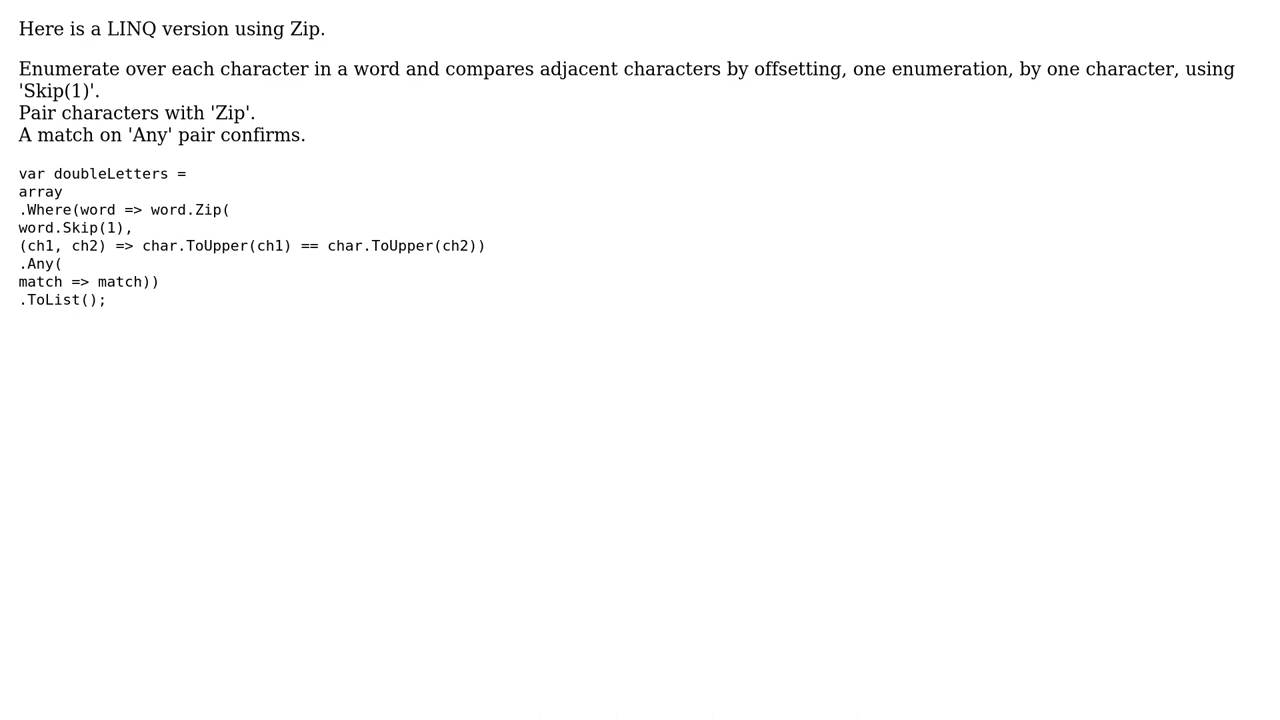 Here is a LINQ version using Zip.
Enumerate over each character in a word and compares adjacent characters by offsetting, one enumeration, by one character, using
'Skip(1)'.
Pair characters with 'Zip'.
A match on 'Any' pair confirms.
var doubleLetters =
array
.Where(word => word.Zip(
word.Skip(1),
(ch1, ch2) => char.ToUpper(ch1) == char.ToUpper(ch2))
.Any(
match => match))
.ToList();